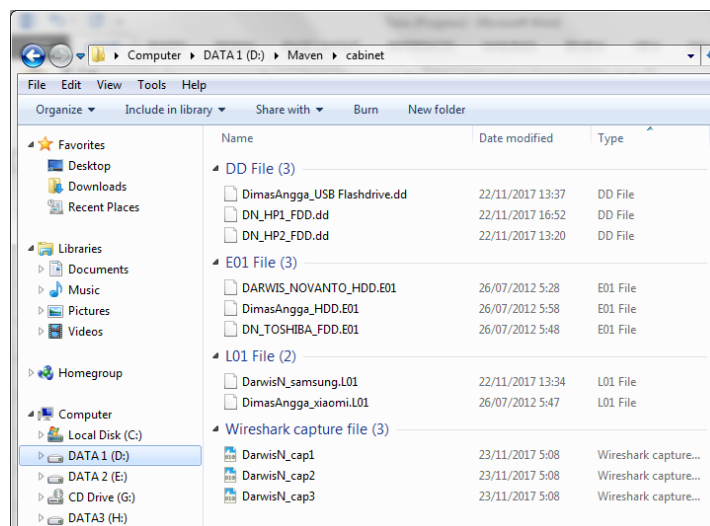 Computer ▸ DATA 1 (D:) ▸ Maven ▸ cabinet
File Edit View Tools Help
Organize Include in library Share with Burn New folder
Name Date modified Type
Favorites
Desktop
Downloads
Recent Places
Libraries
Documents
Music
Pictures
Videos
Homegroup
Computer
Local Disk (C:)
DATA 1 (D:)
DATA 2 (E:)
CD Drive (G:)
DATA3 (H:)
DD File (3)
DimasAngga_USB Flashdrive.dd 22/11/2017 13:37 DD File
DN_HP1_FDD.dd 22/11/2017 16:52 DD File
DN_HP2_FDD.dd 22/11/2017 13:20 DD File
E01 File (3)
DARWIS_NOVANTO_HDD.E01 26/07/2012 5:28 E01 File
DimasAngga_HDD.E01 26/07/2012 5:58 E01 File
DN_TOSHIBA_FDD.E01 26/07/2012 5:48 E01 File
L01 File (2)
DarwisN_samsung.L01 22/11/2017 13:34 L01 File
DimasAngga_xiaomi.L01 26/07/2012 5:47 L01 File
Wireshark capture file (3)
DarwisN_cap1 23/11/2017 5:08 Wireshark capture...
DarwisN_cap2 23/11/2017 5:08 Wireshark capture...
DarwisN_cap3 23/11/2017 5:08 Wireshark capture...